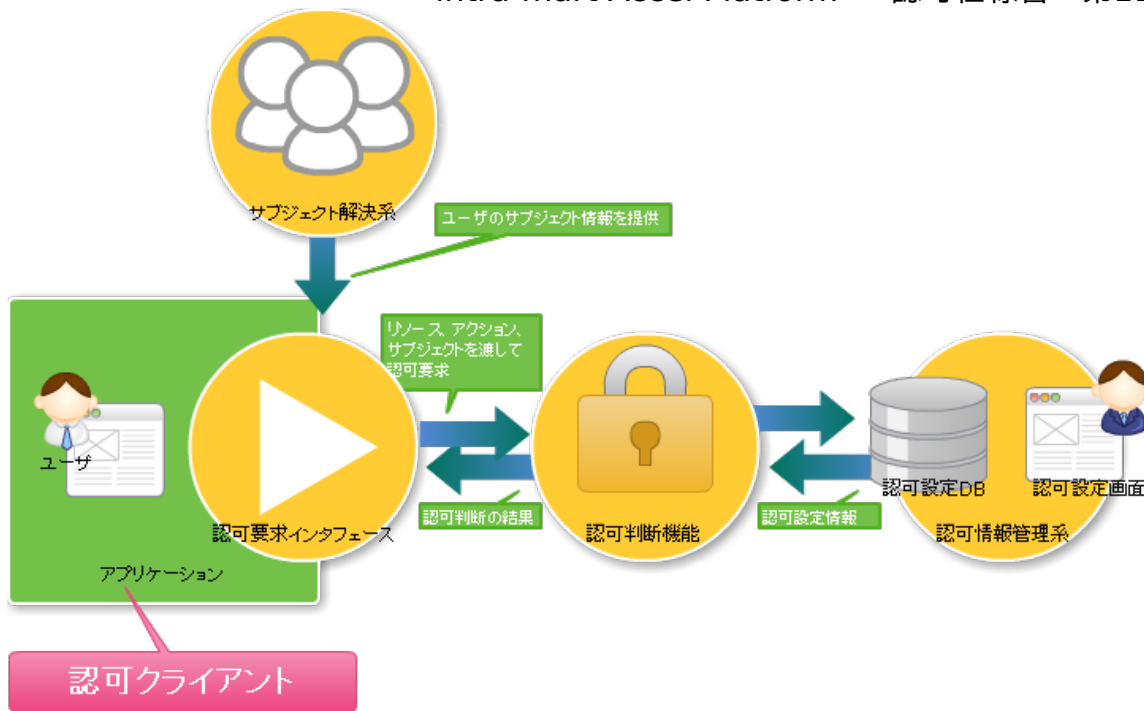 サブジェクト解決系
ユーザのサブジェクト情報を提供
リソース、アクション、
サブジェクトを渡して
認可要求
ユーザ
認可要求インタフェース
アプリケーション
認可判断の結果
認可判断機能
認可設定情報
認可設定DB
認可設定画面
認可情報管理系
認可クライアント